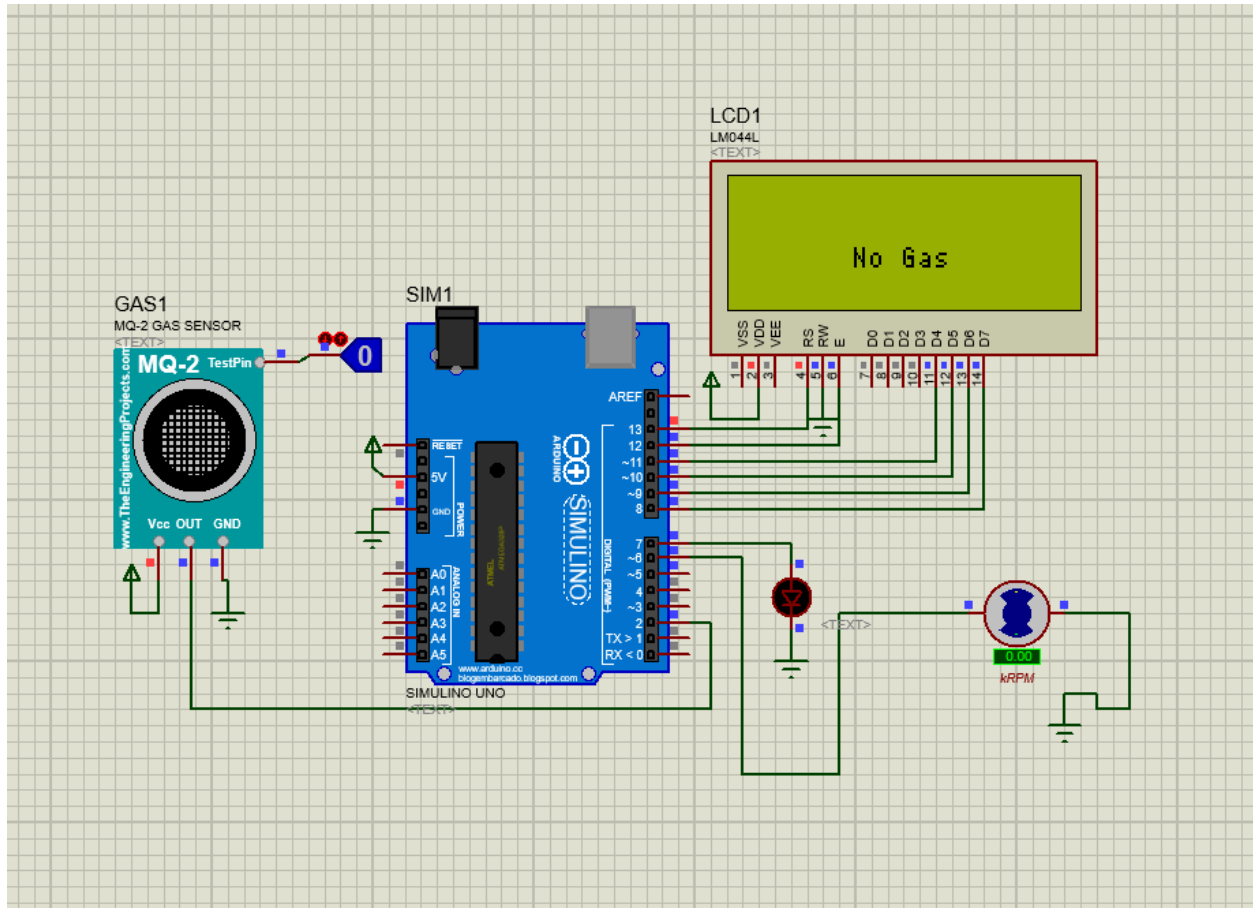 LCD1
LM044L
<TEXT>
No Gas
VSS VDD VEE RS RW E D0 D1 D2 D3 D4 D5 D6 D7
1 2 3 4 5 6 7 8 9 10 11 12 13 14
GAS1
MQ-2 GAS SENSOR
<TEXT>
MQ-2 TestPin
0
www.TheEngineeringProjects.com
Vcc OUT GND
SIM1
AREF
13
12
~11
~10
~9
8
7
~6
~5
4
~3
2
TX > 1
RX < 0
RESET
5V
GND
POWER
A0
A1
A2
A3
A4
A5
ANALOG IN
ATMEL
ARDUINO
SIMULINO
DIGITAL (PWM~)
www.arduino.cc
blogembarcado.blogspot.com
SIMULINO UNO
<TEXT>
<TEXT>
0.00
kRPM